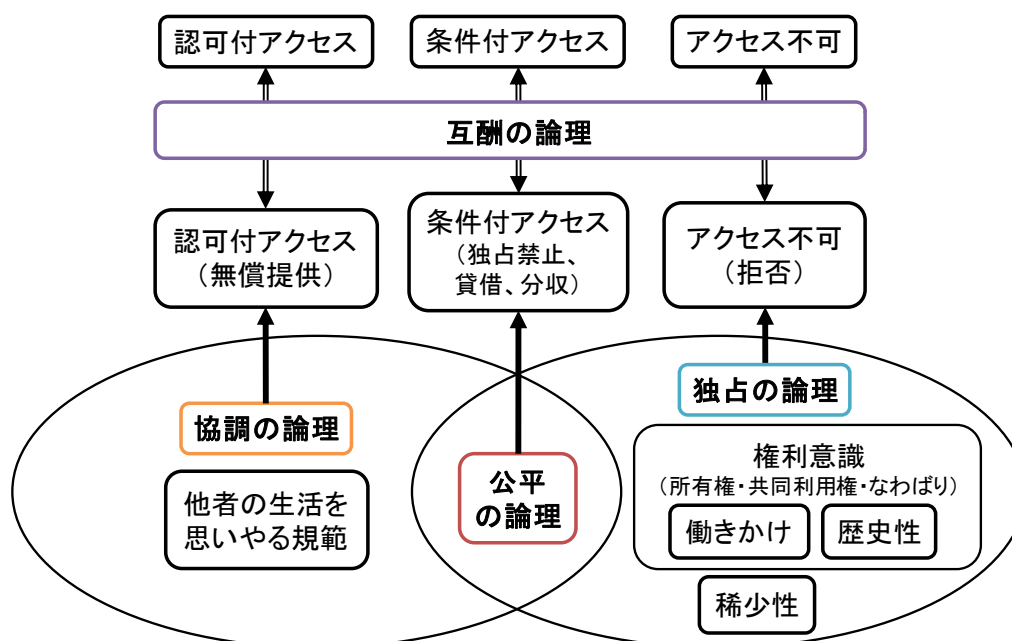 認可付アクセス
条件付アクセス
アクセス不可
互酬の論理
認可付アクセス
（無償提供）
条件付アクセス
（独占禁止、
貸借、分収）
アクセス不可
（拒否）
協調の論理
他者の生活を
思いやる規範
公平
の論理
独占の論理
権利意識
（所有権・共同利用権・なわばり）
働きかけ
歴史性
稀少性